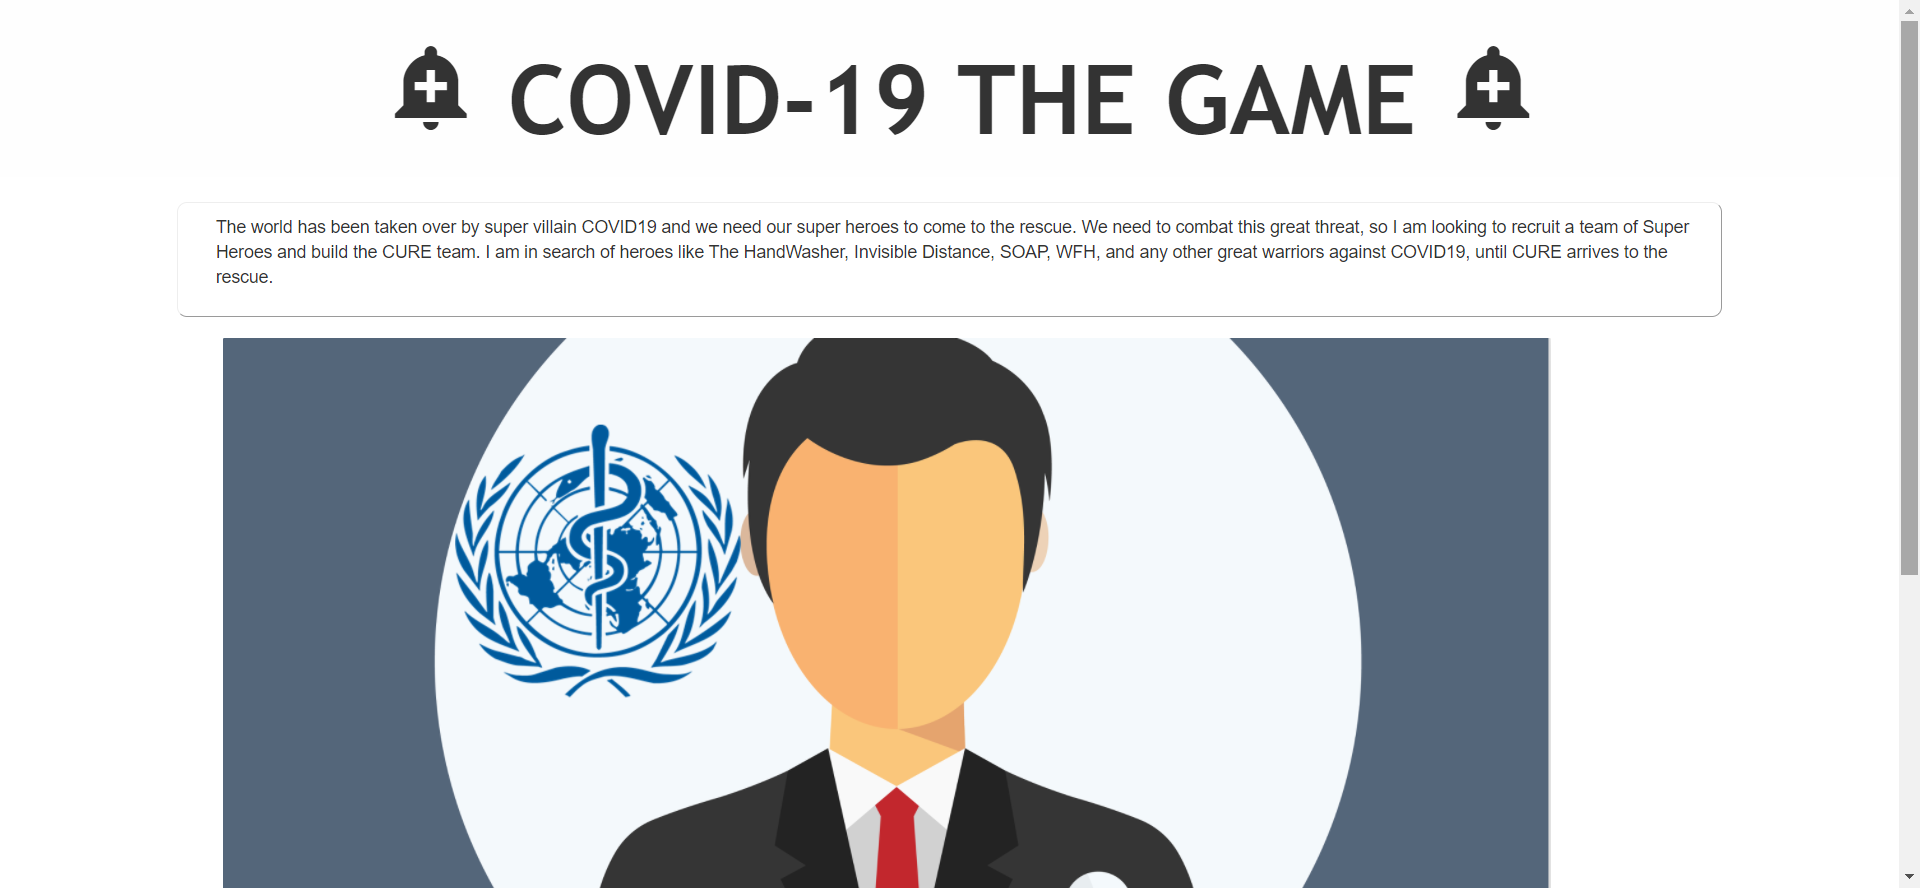 COVID-19 THE GAME
The world has been taken over by super villain COVID19 and we need our super heroes to come to the rescue. We need to combat this great threat, so I am looking to recruit a team of Super
Heroes and build the CURE team. I am in search of heroes like The HandWasher, Invisible Distance, SOAP, WFH, and any other great warriors against COVID19, until CURE arrives to the
rescue.